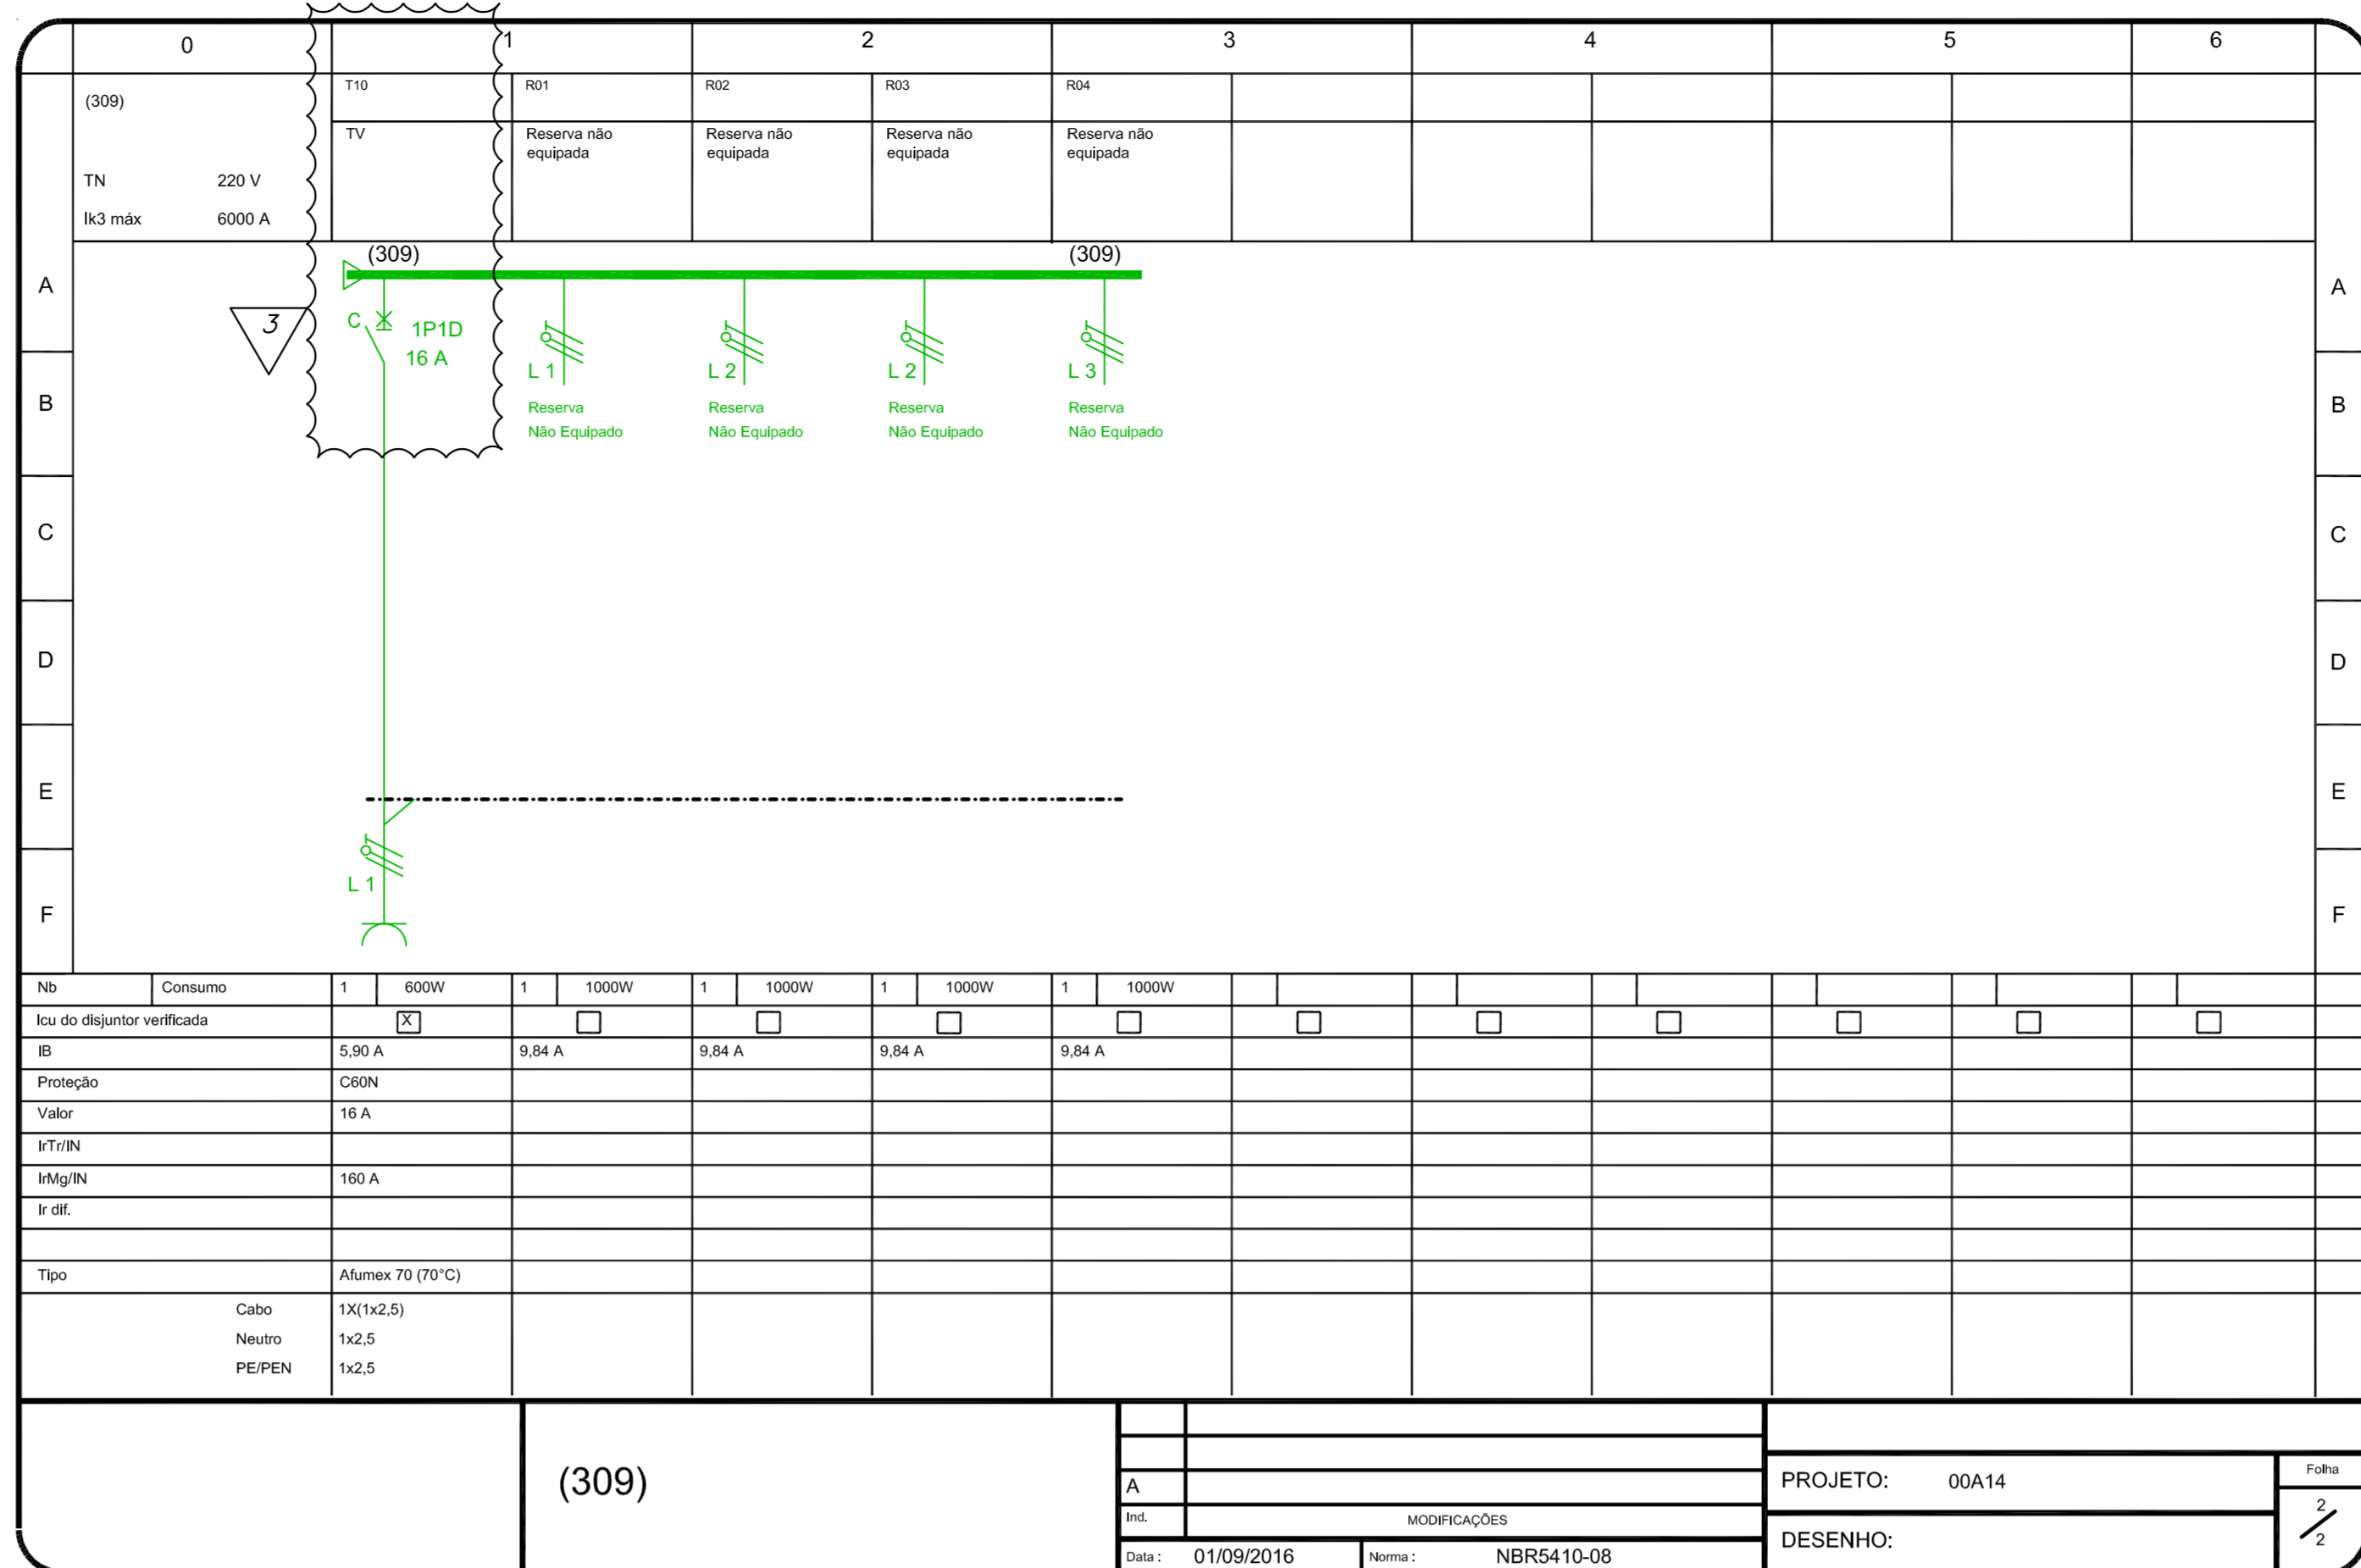 0 1 2 3 4 5 6
(309) T10 R01 R02 R03 R04
TV Reserva não Reserva não Reserva não Reserva não
equipada equipada equipada equipada
TN 220 V
Ik3 máx 6000 A
(309) (309)
A A
3 C 1P1D
16 A
L 1 L 2 L 2 L 3
B Reserva Reserva Reserva Reserva B
Não Equipado Não Equipado Não Equipado Não Equipado
C C
D D
E E
L 1
F F
Nb Consumo 1 600W 1 1000W 1 1000W 1 1000W 1 1000W
Icu do disjuntor verificada X
IB 5,90 A 9,84 A 9,84 A 9,84 A 9,84 A
Proteção C60N
Valor 16 A
IrTr/IN
IrMg/IN 160 A
Ir dif.
Tipo Afumex 70 (70°C)
Cabo 1X(1x2,5)
Neutro 1x2,5
PE/PEN 1x2,5
(309)
A
Ind. MODIFICAÇÕES
Data : 01/09/2016 Norma : NBR5410-08
PROJETO: 00A14
DESENHO:
Folha
2
2